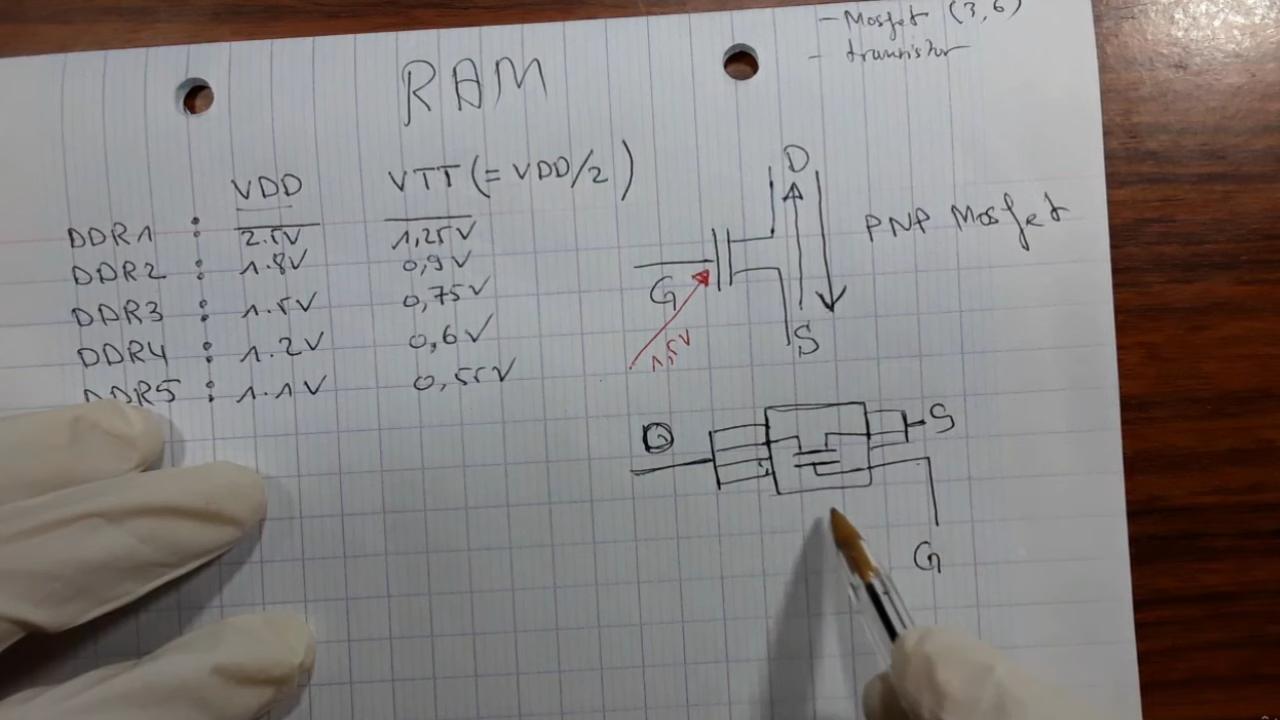 - Mosfet (3,6)
- transistor
RAM
VDD VTT (= VDD/2)
DDR1 : 2.5V 1,25V
DDR2 : 1.8V 0,9V
DDR3 : 1.5V 0,75V
DDR4 : 1.2V 0,6V
DDR5 : 1.1V 0,55V
D
PNP Mosfet
G
1,5V
S
D
S
G